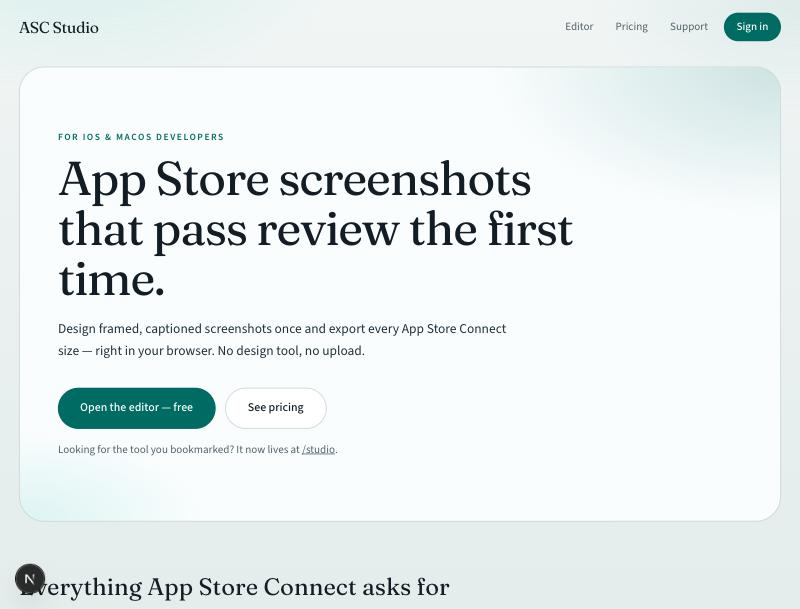 ASC Studio
Editor
Pricing
Support
Sign in
FOR IOS & MACOS DEVELOPERS
App Store screenshots
that pass review the first
time.
Design framed, captioned screenshots once and export every App Store Connect
size — right in your browser. No design tool, no upload.
Open the editor — free
See pricing
Looking for the tool you bookmarked? It now lives at /studio.
N
Everything App Store Connect asks for